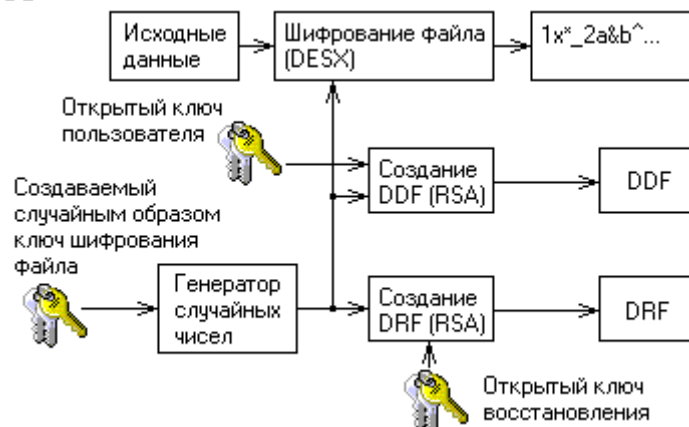 Исходные
данные
Шифрование файла
(DESX)
1x*_2a&b^...
Открытый ключ
пользователя
Создание
DDF (RSA)
DDF
Создаваемый
случайным образом
ключ шифрования
файла
Генератор
случайных
чисел
Создание
DRF (RSA)
DRF
Открытый ключ
восстановления